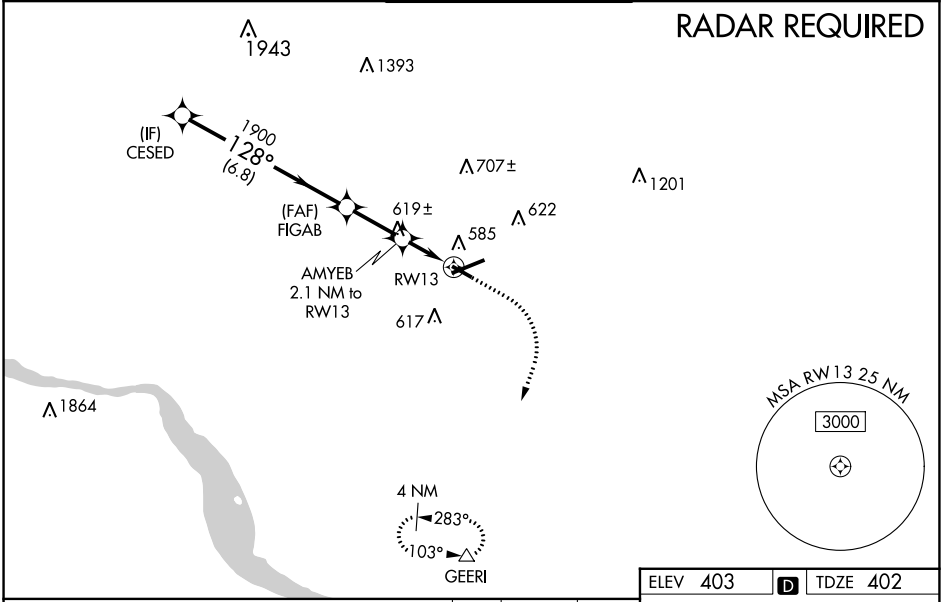 RADAR REQUIRED
1943
1393
(IF)
CESED
1900
128°
(6.8)
707±
1201
(FAF)
FIGAB
619±
622
585
AMYEB
2.1 NM to
RW13
RW13
617
1864
MSA RW13 25 NM
3000
4 NM
283°
103°
GEERI
ELEV 403 D TDZE 402